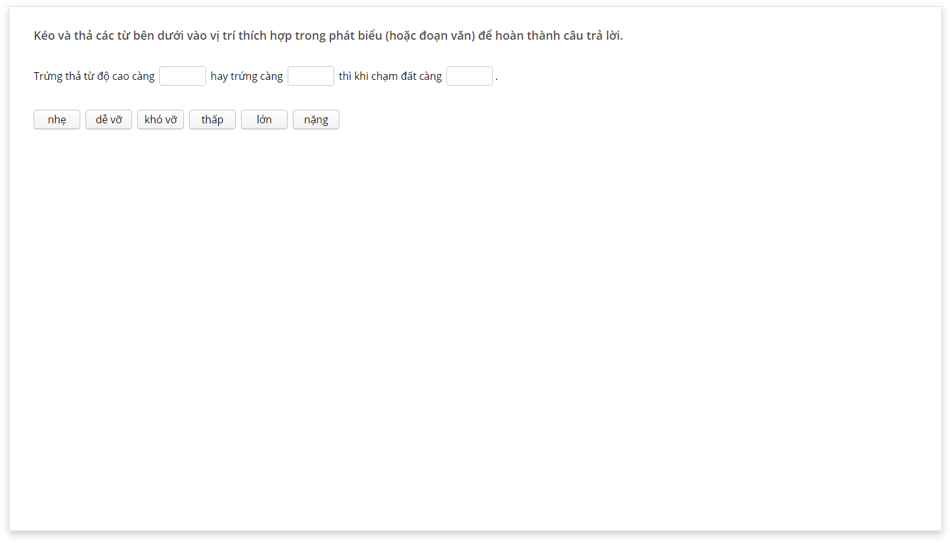 Kéo và thả các từ bên dưới vào vị trí thích hợp trong phát biểu (hoặc đoạn văn) để hoàn thành câu trả lời.
Trứng thả từ độ cao càng hay trứng càng thì khi chạm đất càng .
nhẹ dễ vỡ khó vỡ thấp lớn nặng